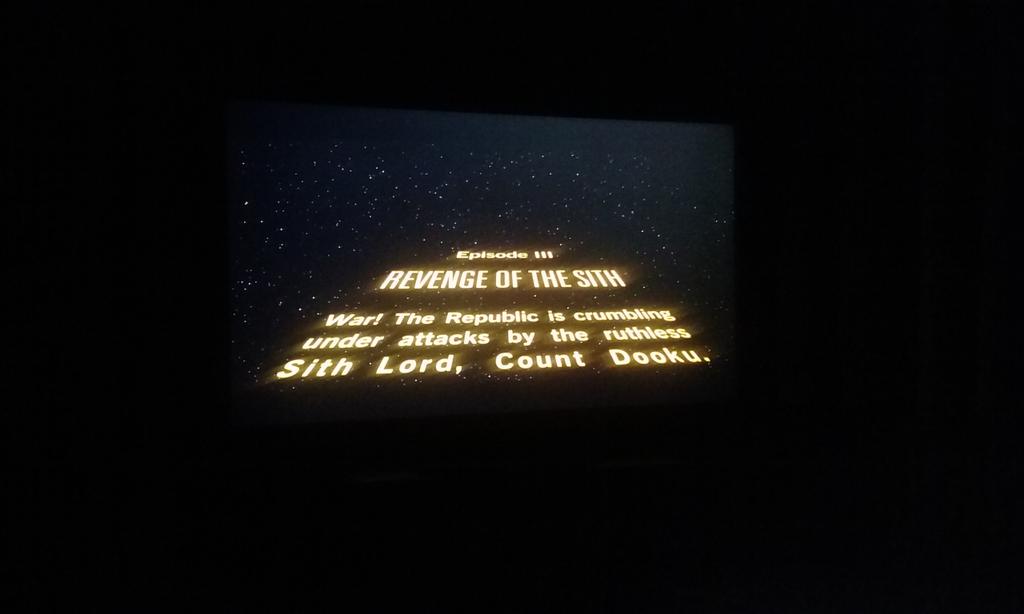 Episode III
REVENGE OF THE SITH
War! The Republic is crumbling
under attacks by the ruthless
Sith Lord, Count Dooku.